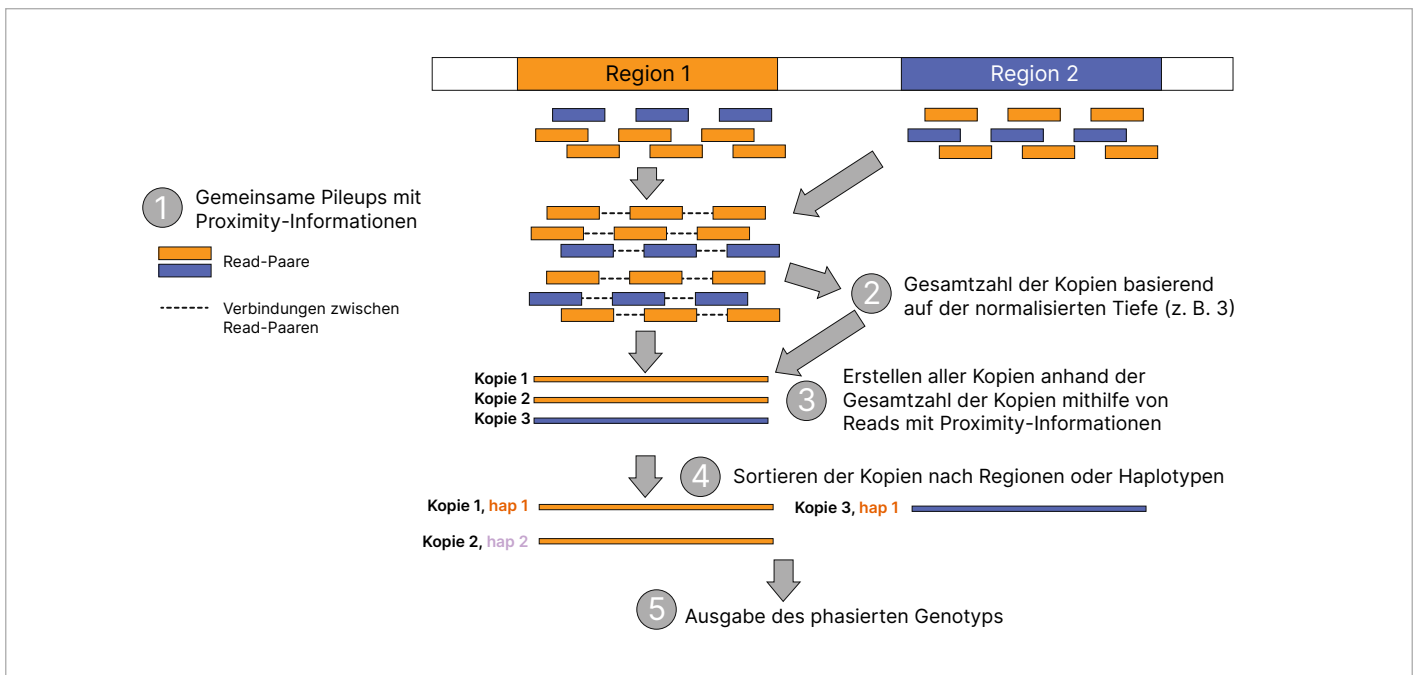 Region 1
Region 2
1
Gemeinsame Pileups mit
Proximity-Informationen
Read-Paare
Verbindungen zwischen
Read-Paaren
2
Gesamtzahl der Kopien basierend
auf der normalisierten Tiefe (z. B. 3)
Kopie 1
Kopie 2
Kopie 3
3
Erstellen aller Kopien anhand der
Gesamtzahl der Kopien mithilfe von
Reads mit Proximity-Informationen
4
Sortieren der Kopien nach Regionen oder Haplotypen
Kopie 1, hap 1
Kopie 3, hap 1
Kopie 2, hap 2
5
Ausgabe des phasierten Genotyps